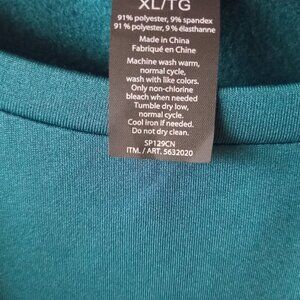 XL/TG
91% polyester, 9% spandex
91% polyester, 9% élasthanne
Made in China
Fabriqué en Chine
Machine wash warm,
normal cycle,
wash with like colors.
Only non-chlorine
bleach when needed
Tumble dry low,
normal cycle.
Cool iron if needed.
Do not dry clean.
SP129CN
ITM. / ART. 5632020